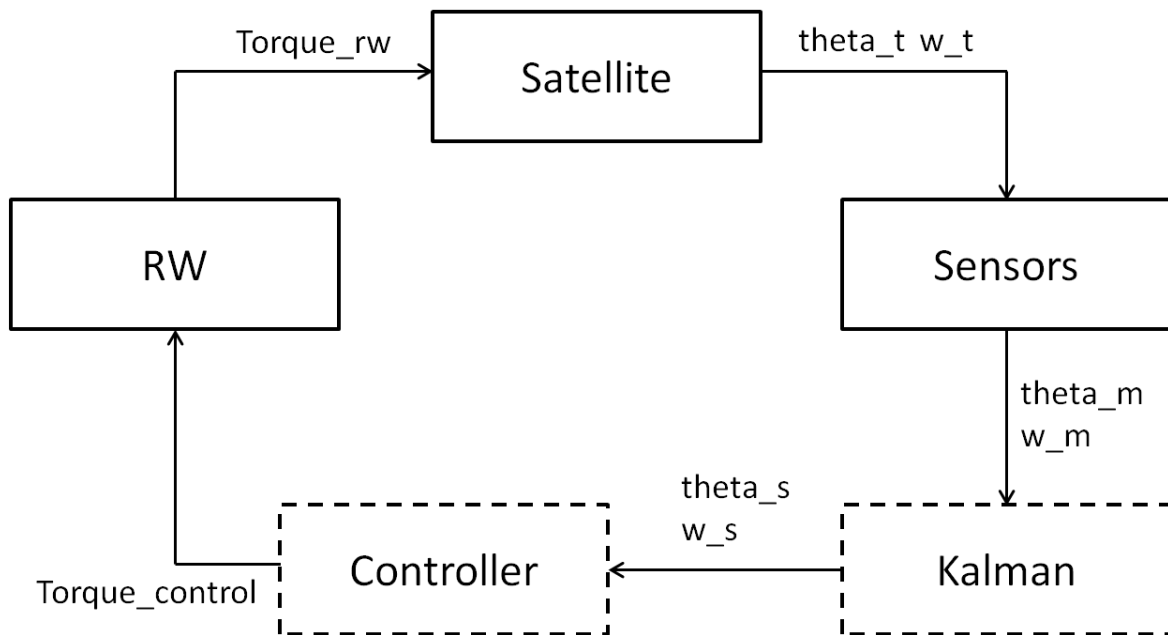 Torque_rw
Satellite
theta_t w_t
RW
Sensors
theta_m
w_m
theta_s
w_s
Controller
Kalman
Torque_control